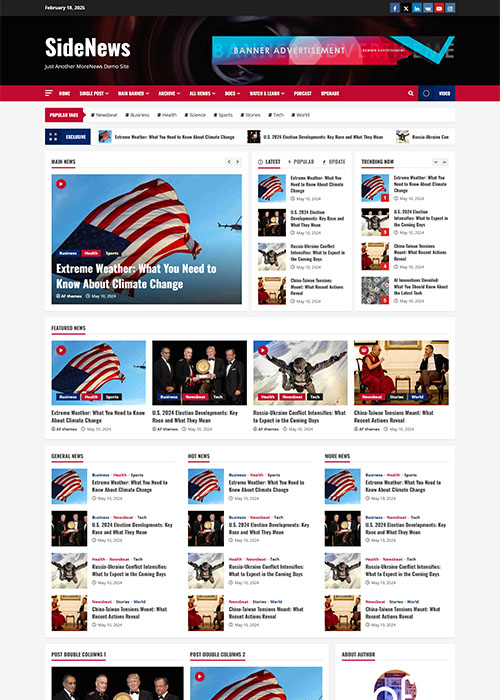 February 18, 2025
SideNews
Just Another MoreNews Demo Site
BANNER ADVERTISEMENT
BANNER ADVERTISEMENT
HOME
SINGLE POST
MAIN BANNER
ARCHIVE
ALL DEMOS
DOCS
WATCH & LEARN
PODCAST
UPGRADE
VIDEO
POPULAR TAGS
# Newsbeat
# Business
# Health
# Science
# Sports
# Stories
# Tech
# World
EXCLUSIVE
Extreme Weather: What You Need to Know About Climate Change
U.S. 2024 Election Developments: Key Race and What They Mean
Russia-Ukraine Con
MAIN NEWS
Business
Health
Sports
Extreme Weather: What You Need to
Know About Climate Change
AF themes
May 10, 2024
LATEST
POPULAR
UPDATE
Extreme Weather: What You
Need to Know About Climate
Change
May 10, 2024
U.S. 2024 Election
Developments: Key Race and
What They Mean
May 10, 2024
Russia-Ukraine Conflict
Intensifies: What to Expect in
the Coming Days
May 10, 2024
China-Taiwan Tensions
Mount: What Recent Actions
Reveal
May 10, 2024
TRENDING NOW
1
Extreme Weather: What You
Need to Know About Climate
Change
May 10, 2024
3
U.S. 2024 Election
Intensifies: What to Expect in
the Coming Days
May 10, 2024
4
China-Taiwan Tensions
Mount: What Recent Actions
Reveal
May 10, 2024
5
AI Innovations Unveiled:
What You Should Know About
the Latest Tech
May 10, 2024
FEATURED NEWS
Business
Health
Sports
Extreme Weather: What You Need to Know
About Climate Change
AF themes
May 10, 2024
Business
Newsbeat
Tech
U.S. 2024 Election Developments: Key
Race and What They Mean
AF themes
May 10, 2024
Health
Newsbeat
Tech
Russia-Ukraine Conflict Intensifies: What
to Expect in the Coming Days
AF themes
May 10, 2024
Newsbeat
Stories
World
China-Taiwan Tensions Mount: What
Recent Actions Reveal
AF themes
May 10, 2024
GENERAL NEWS
Business • Health • Sports
Extreme Weather: What You Need to
Know About Climate Change
May 10, 2024
Business • Newsbeat • Tech
U.S. 2024 Election Developments: Key
Race and What They Mean
May 10, 2024
Health • Newsbeat • Tech
Russia-Ukraine Conflict Intensifies:
What to Expect in the Coming Days
May 10, 2024
Newsbeat • Stories • World
China-Taiwan Tensions Mount: What
Recent Actions Reveal
May 10, 2024
HOT NEWS
Business • Health • Sports
Extreme Weather: What You Need to
Know About Climate Change
May 10, 2024
Business • Newsbeat • Tech
U.S. 2024 Election Developments: Key
Race and What They Mean
May 10, 2024
Health • Newsbeat • Tech
Russia-Ukraine Conflict Intensifies:
What to Expect in the Coming Days
May 10, 2024
Newsbeat • Stories • World
China-Taiwan Tensions Mount: What
Recent Actions Reveal
May 10, 2024
MORE NEWS
Business • Health • Sports
Extreme Weather: What You Need to
Know About Climate Change
May 10, 2024
Business • Newsbeat • Tech
U.S. 2024 Election Developments: Key
Race and What They Mean
May 10, 2024
Health • Newsbeat • Tech
Russia-Ukraine Conflict Intensifies:
What to Expect in the Coming Days
May 10, 2024
Newsbeat • Stories • World
China-Taiwan Tensions Mount: What
Recent Actions Reveal
May 10, 2024
POST DOUBLE COLUMNS 1
POST DOUBLE COLUMNS 2
ABOUT AUTHOR